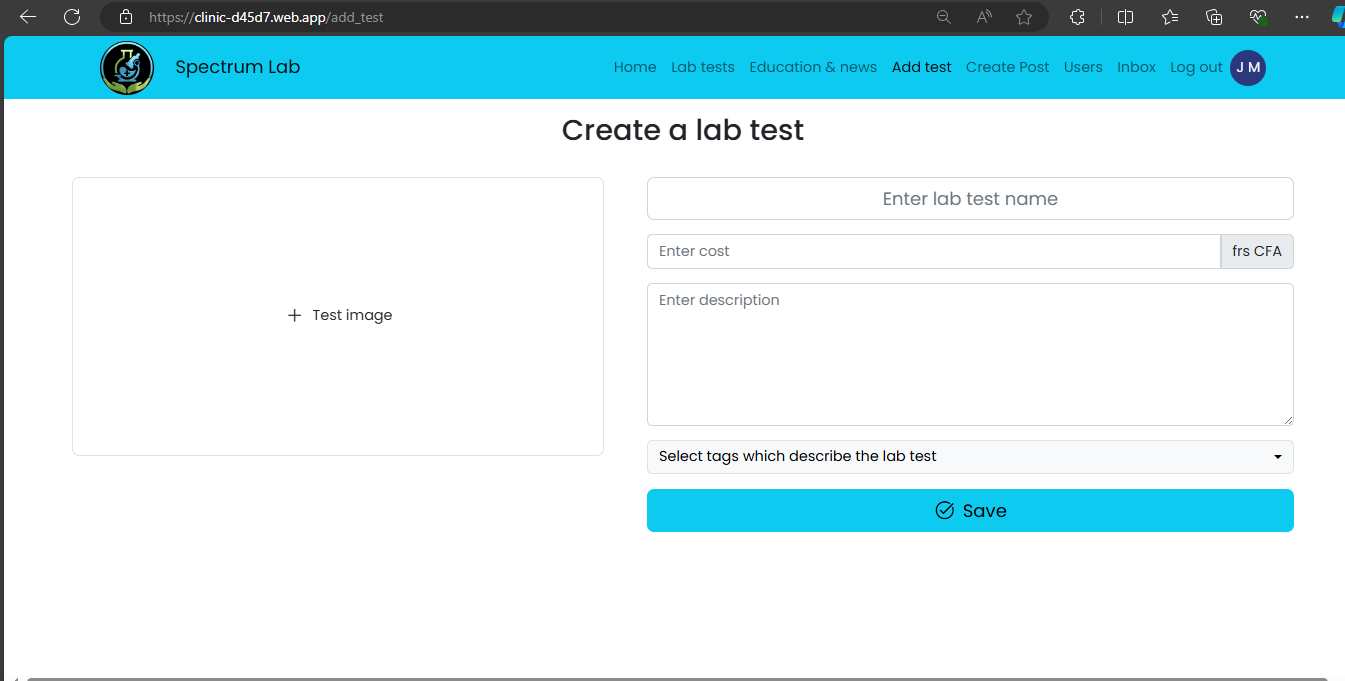 https://clinic-d45d7.web.app/add_test
Spectrum Lab
Home Lab tests Education & news Add test Create Post Users Inbox Log out J M
Create a lab test
+ Test image
Enter lab test name
Enter cost frs CFA
Enter description
Select tags which describe the lab test
Save